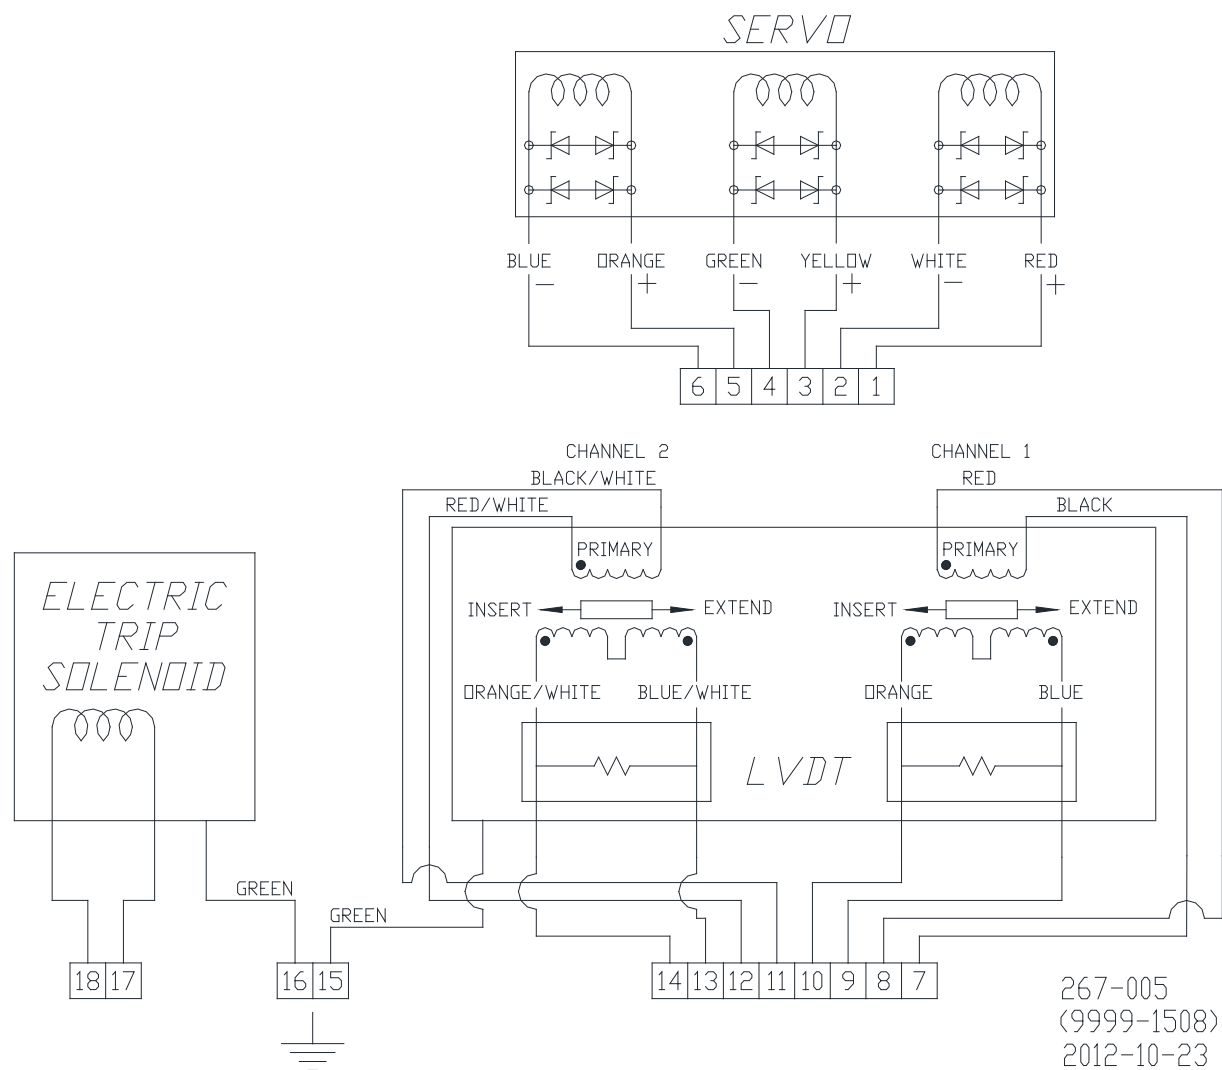 SERVO
BLUE ORANGE GREEN YELLOW WHITE RED
- + - + - +
6 5 4 3 2 1
CHANNEL 2 CHANNEL 1
BLACK/WHITE RED
RED/WHITE BLACK
PRIMARY PRIMARY
ELECTRIC
TRIP
SOLENOID
INSERT EXTEND INSERT EXTEND
ORANGE/WHITE BLUE/WHITE ORANGE BLUE
LVDT
GREEN
GREEN
18 17 16 15 14 13 12 11 10 9 8 7
267-005
(9999-1508)
2012-10-23